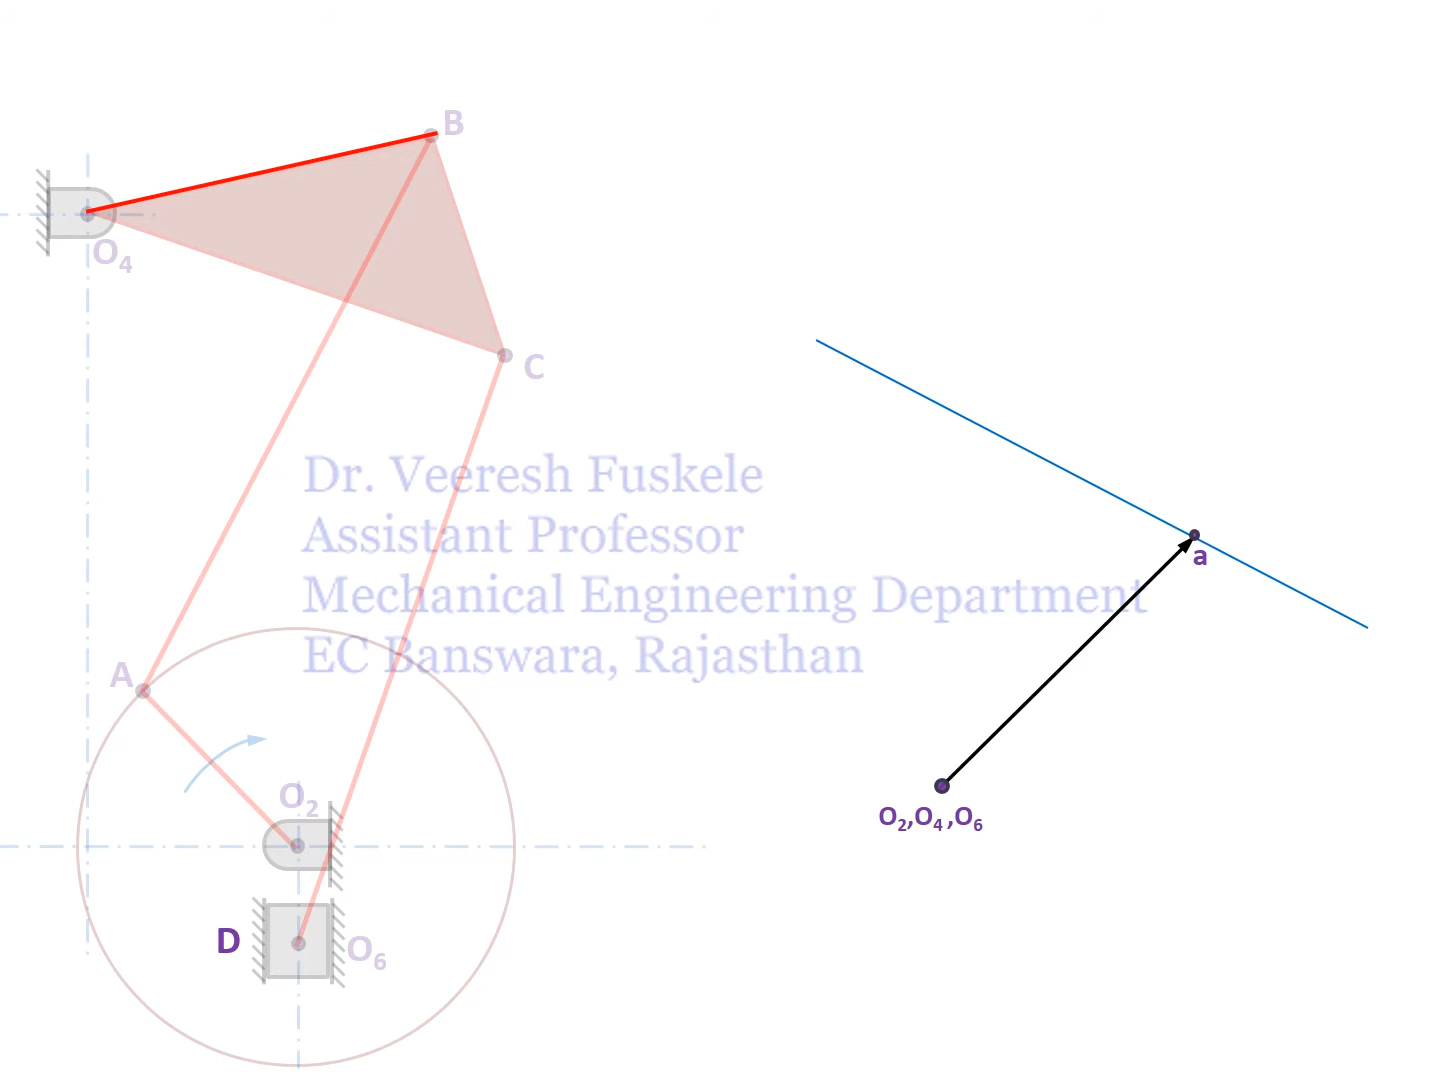 B
O4
C
Dr. Veeresh Fuskele
Assistant Professor
Mechanical Engineering Department
EC Banswara, Rajasthan
a
A
O2
O2,O4 ,O6
D
O6